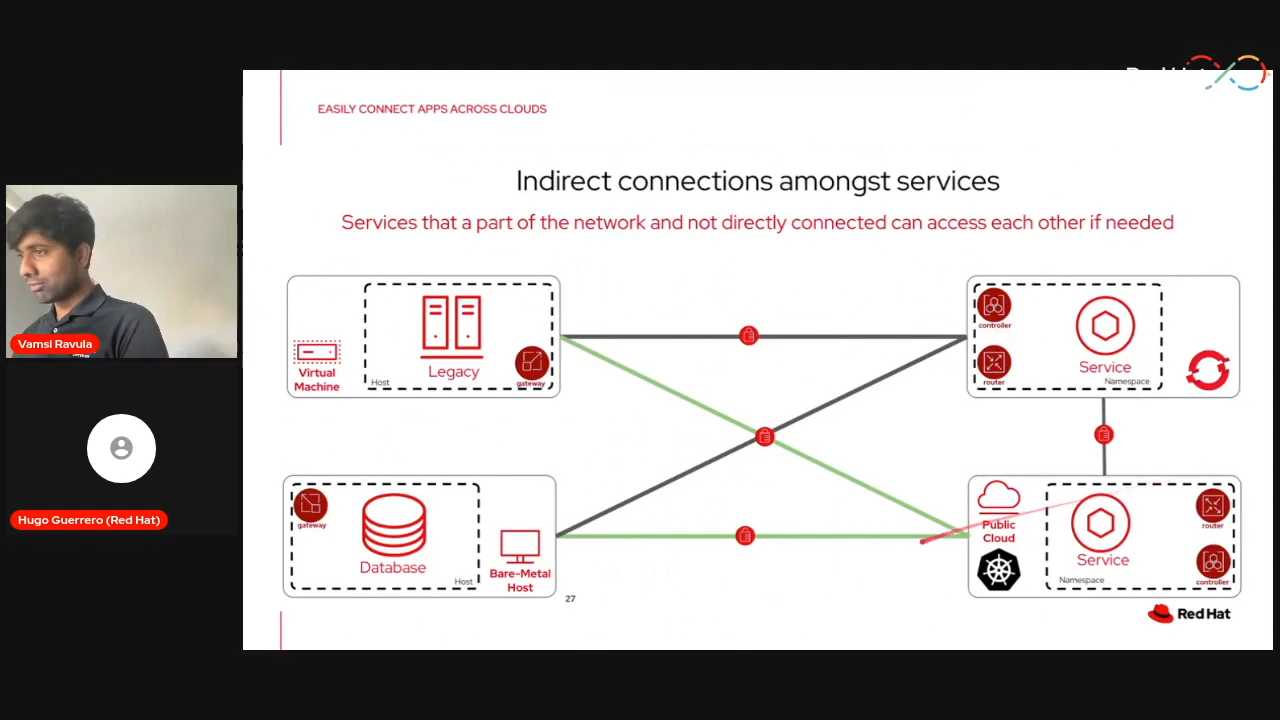 EASILY CONNECT APPS ACROSS CLOUDS
Indirect connections amongst services
Services that a part of the network and not directly connected can access each other if needed
Virtual
Machine
Host
Legacy
gateway
controller
router
Service
Namespace
Vamsi Ravula
Hugo Guerrero (Red Hat)
gateway
Database
Host
Bare-Metal
Host
Public
Cloud
Service
Namespace
router
controller
27
Red Hat